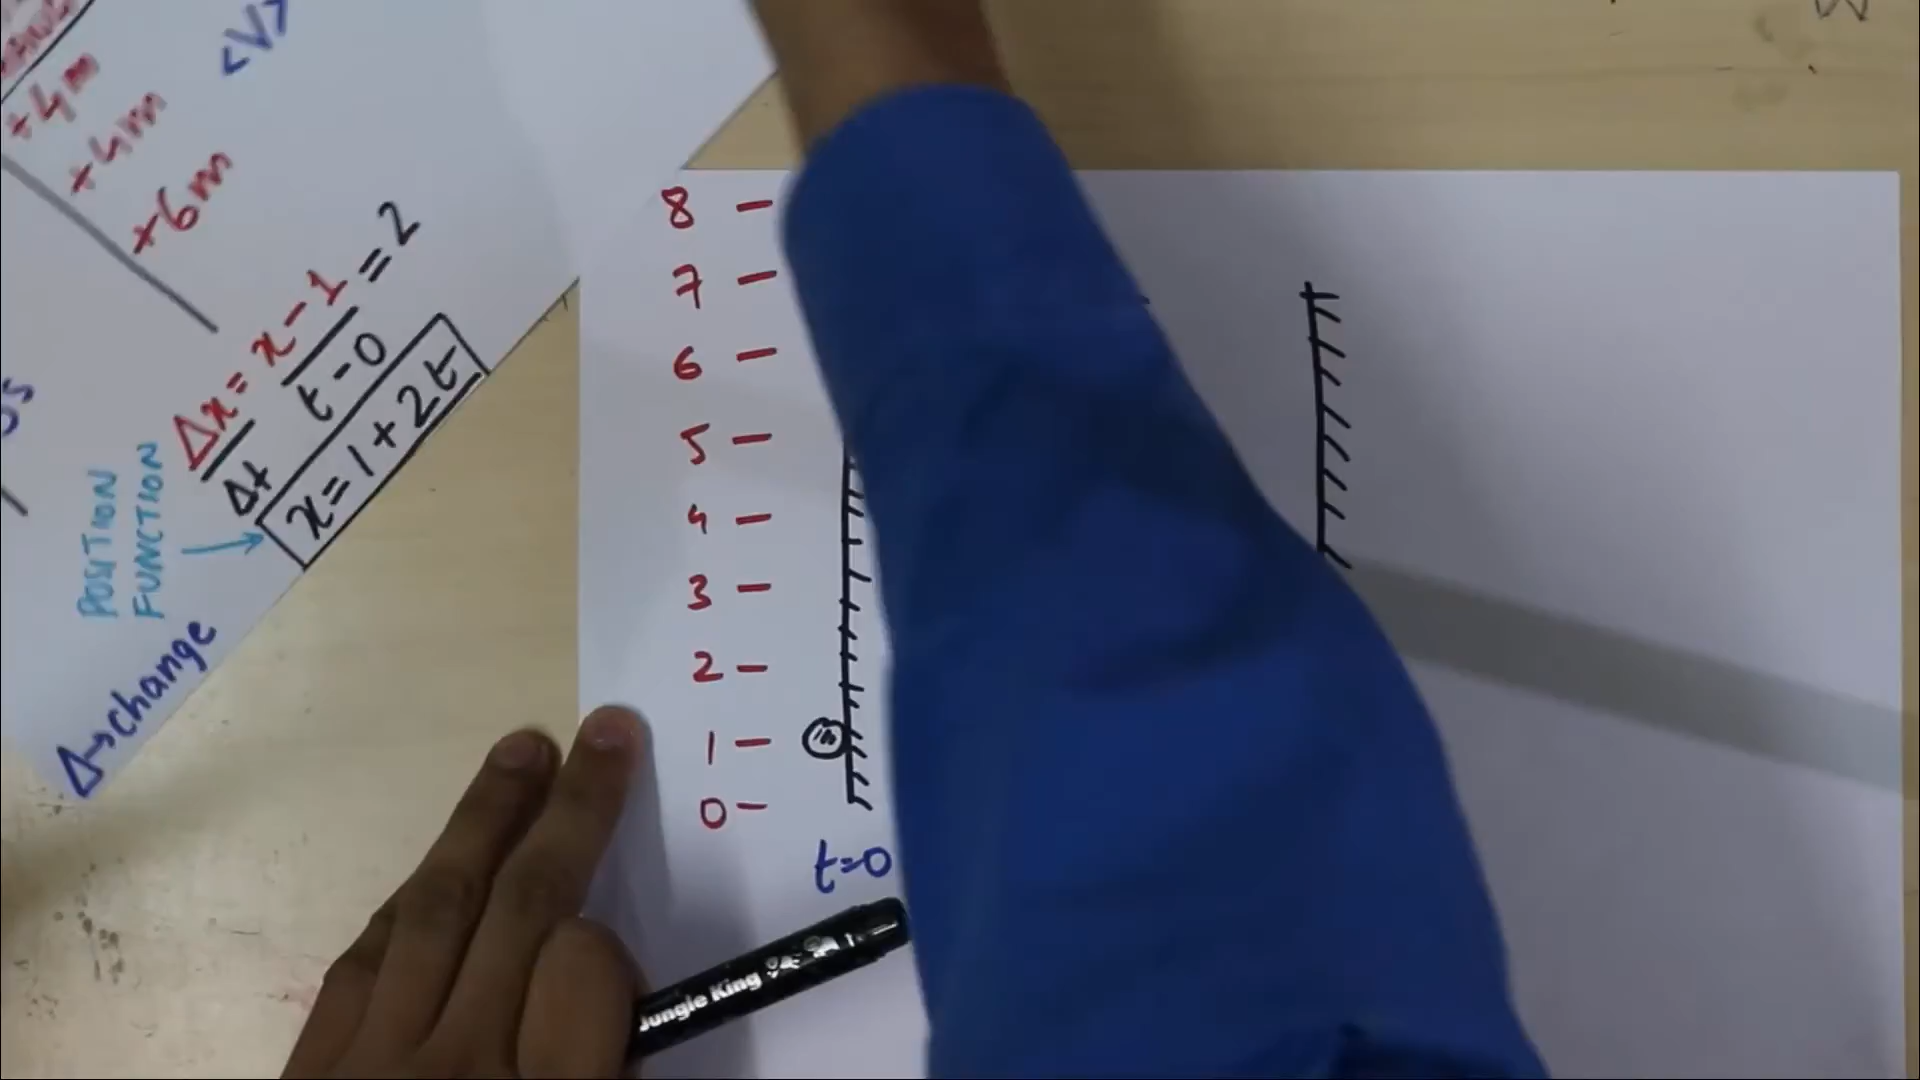 +4m
+4m
+6m
<V>
Δx = x-1 = 2
Δt t-0
x=1+2t
POSITION
FUNCTION
Δ→change
8
7
6
5
4
3
2
1
0
m
t=0
Jungle King